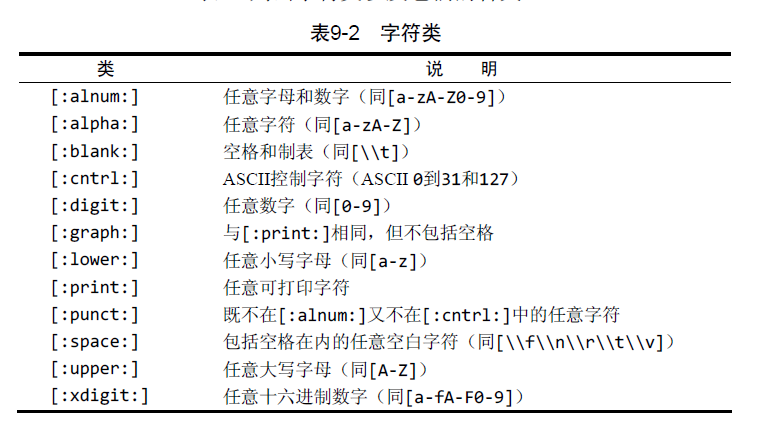 表9-2 字符类
类 说 明
[:alnum:] 任意字母和数字（同[a-zA-Z0-9]）
[:alpha:] 任意字符（同[a-zA-Z]）
[:blank:] 空格和制表（同[\\t]）
[:cntrl:] ASCII控制字符（ASCII 0到31和127）
[:digit:] 任意数字（同[0-9]）
[:graph:] 与[:print:]相同，但不包括空格
[:lower:] 任意小写字母（同[a-z]）
[:print:] 任意可打印字符
[:punct:] 既不在[:alnum:]又不在[:cntrl:]中的任意字符
[:space:] 包括空格在内的任意空白字符（同[\\f\\n\\r\\t\\v]）
[:upper:] 任意大写字母（同[A-Z]）
[:xdigit:] 任意十六进制数字（同[a-fA-F0-9]）